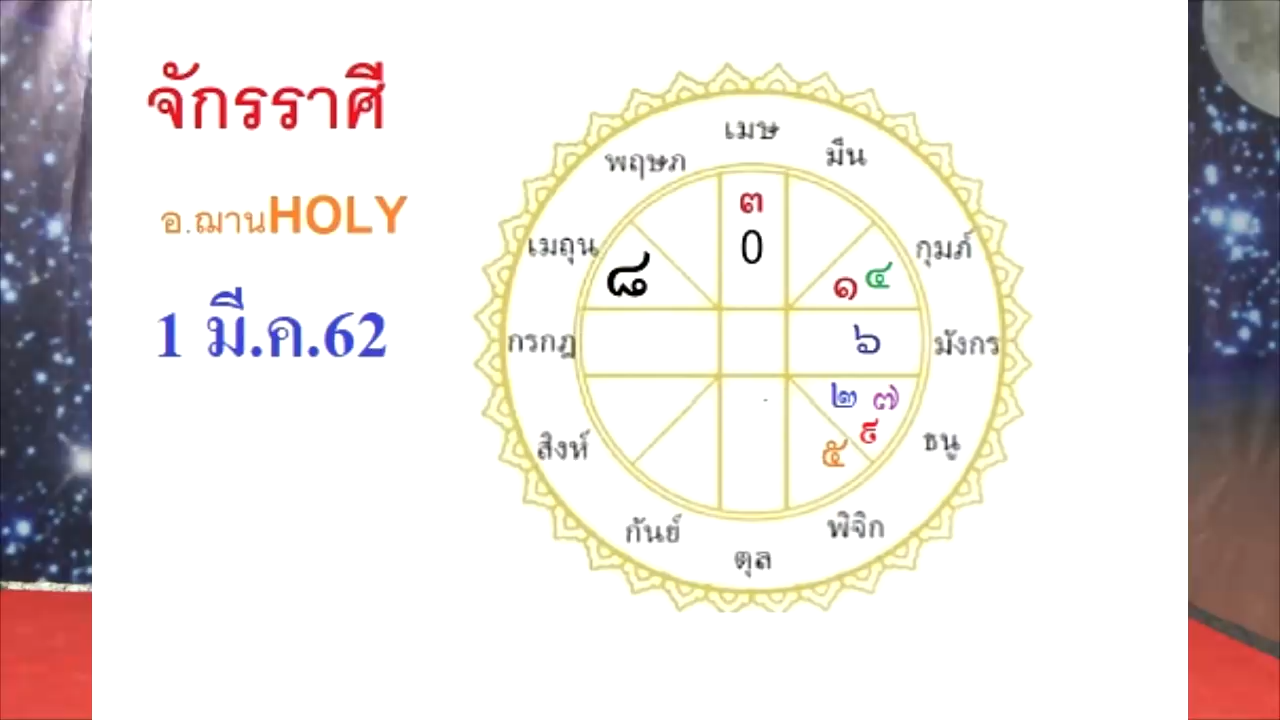 จักรราศี
อ.ฌานHOLY
1 มี.ค.62
เมษ
พฤษภ
มีน
เมถุน
กุมภ์
กรกฎ
มังกร
สิงห์
ธนู
กันย์
พิจิก
ตุล
๓
0
๘
๑ ๔
๖
๒ ๗
๙
๕